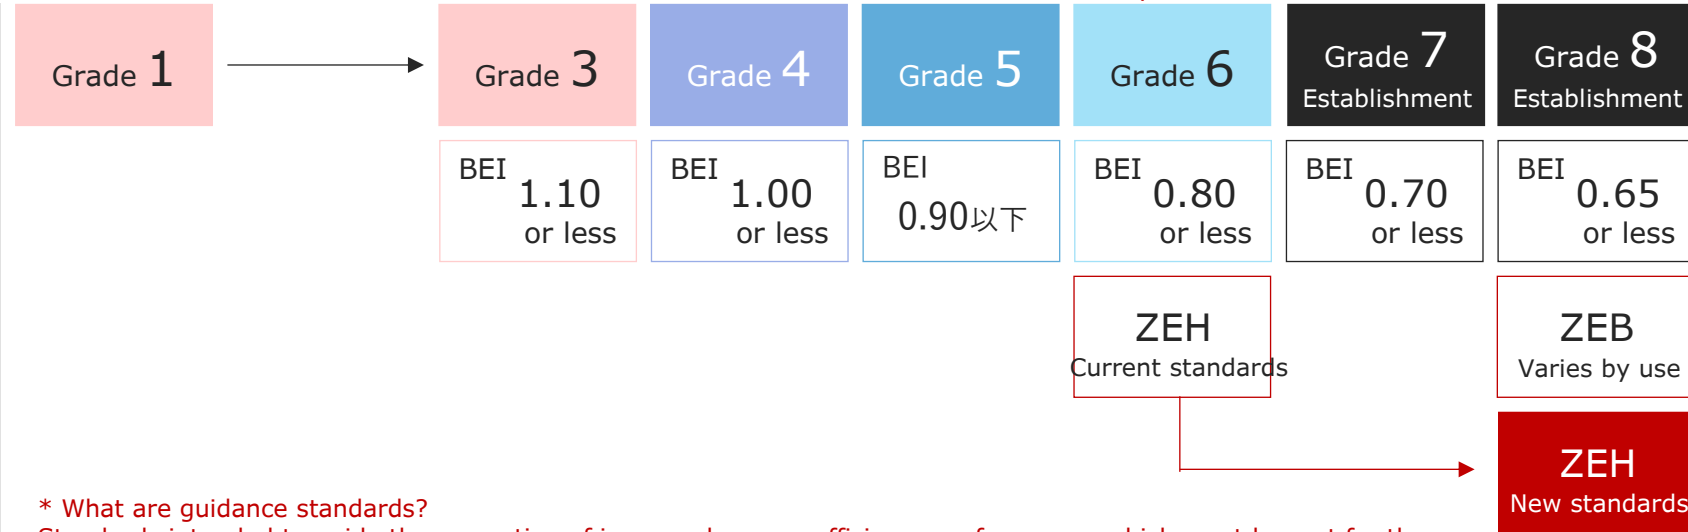 Grade 1
Grade 3
Grade 4
Grade 5
Grade 6
Grade 7
Establishment
Grade 8
Establishment
BEI
1.10
or less
BEI
1.00
or less
BEI
0.90以下
BEI
0.80
or less
BEI
0.70
or less
BEI
0.65
or less
ZEH
Current standards
ZEB
Varies by use
ZEH
New standards
* What are guidance standards?